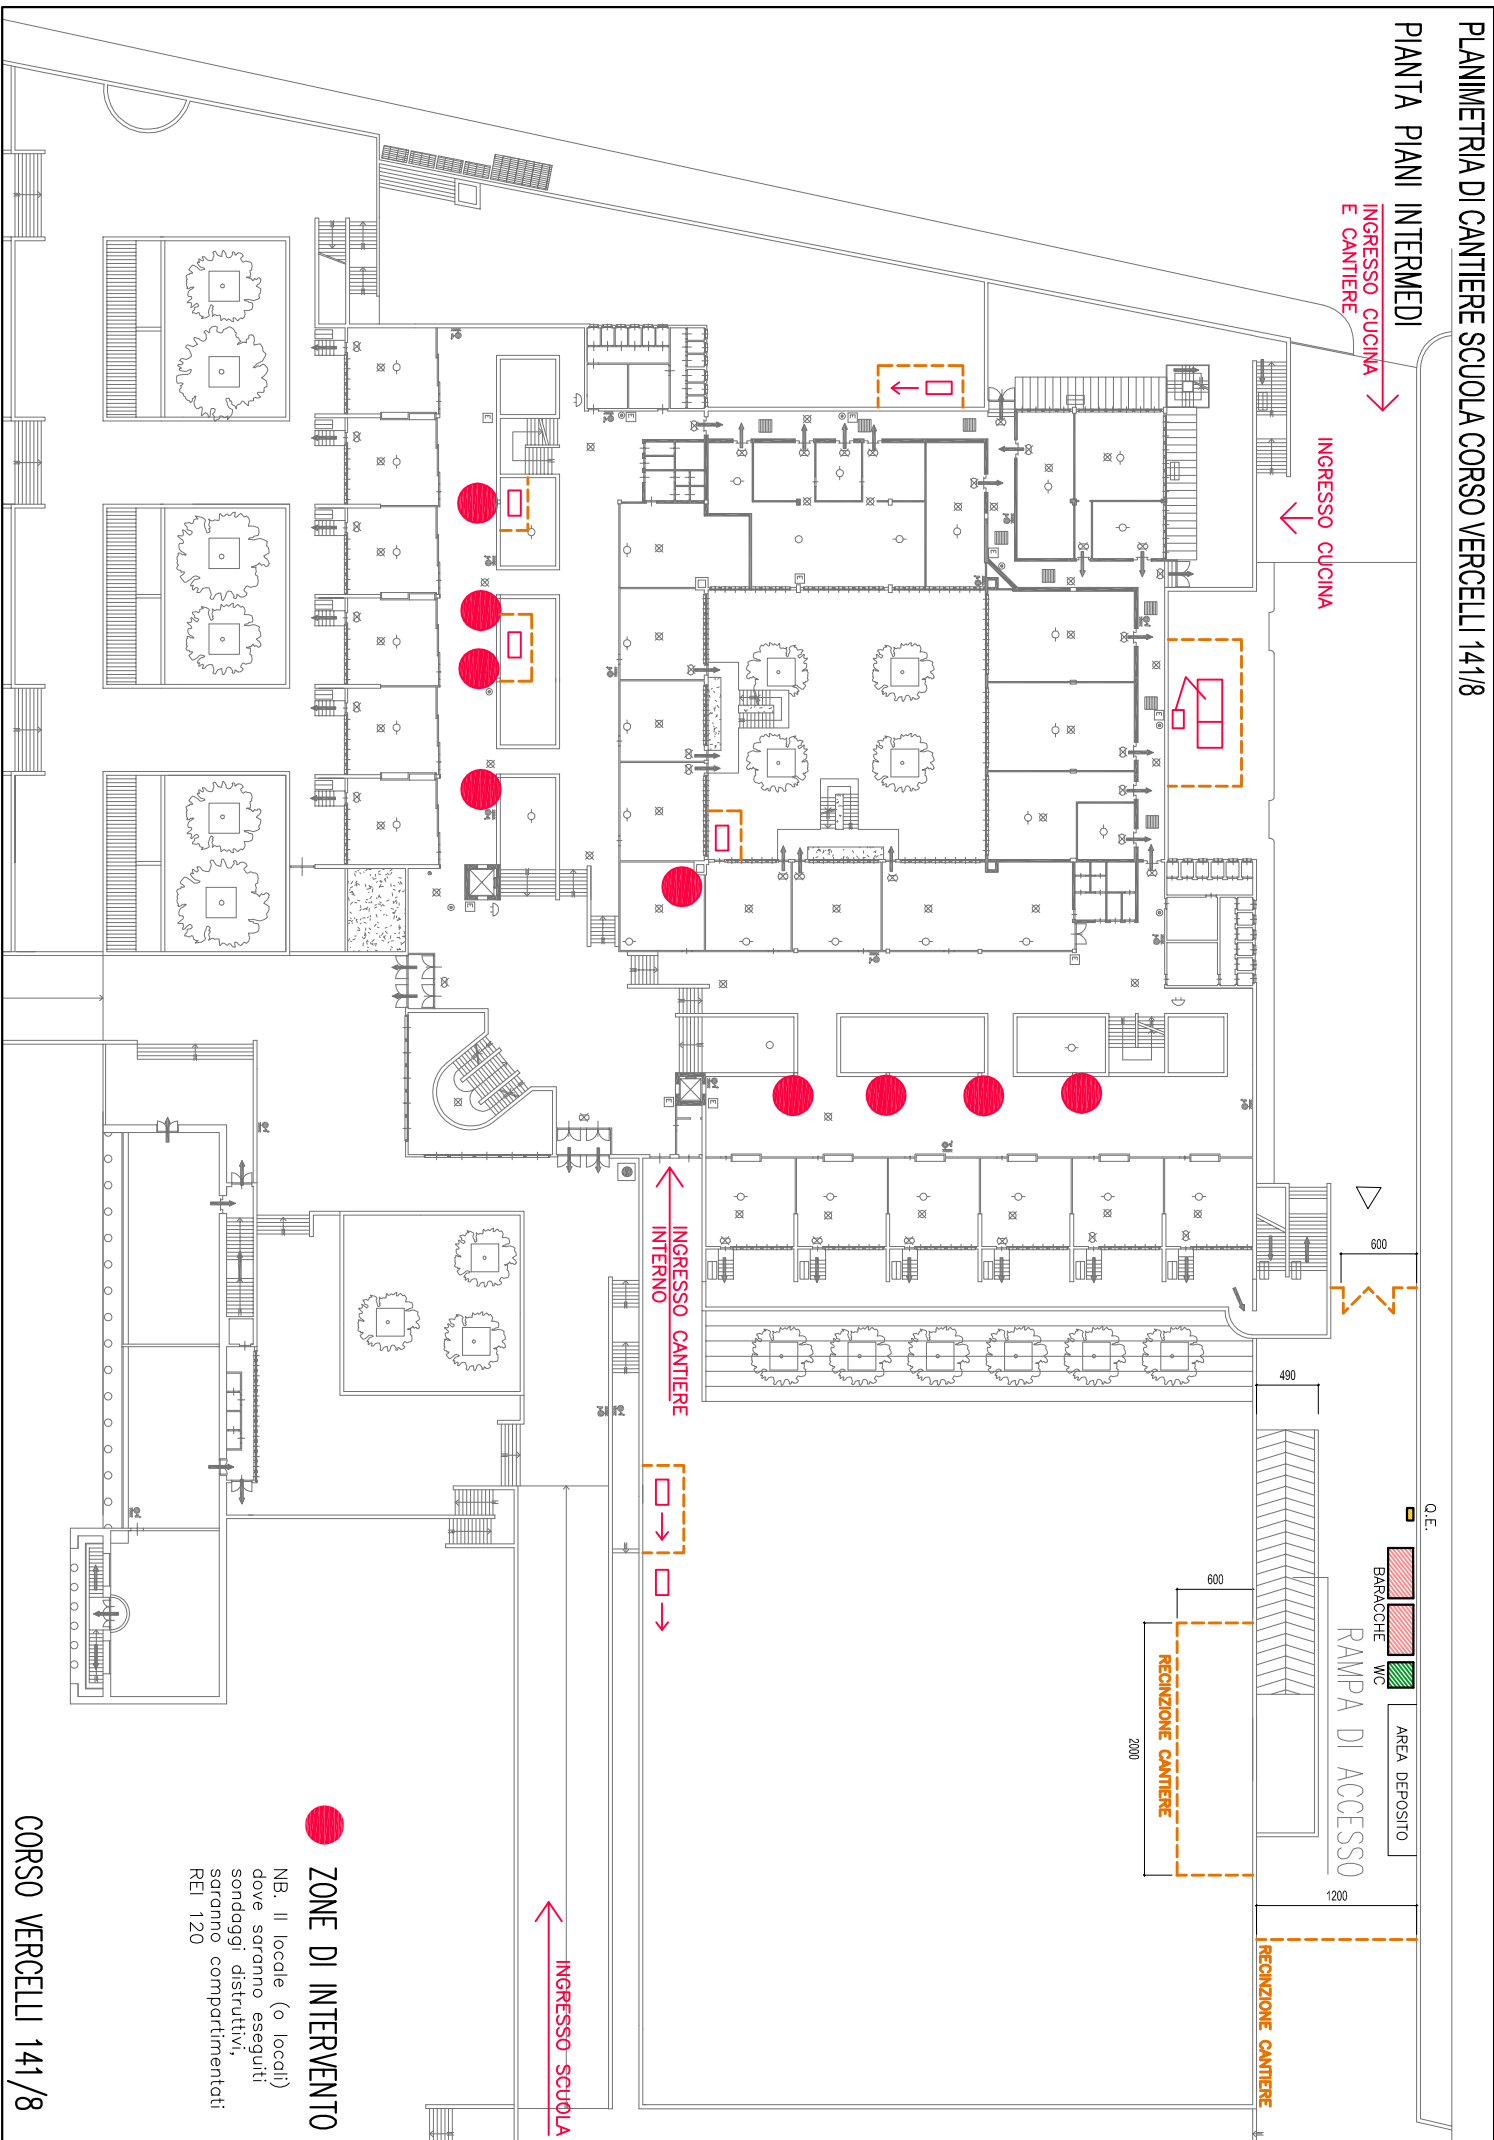 PLANIMETRIA DI CANTIERE SCUOLA CORSO VERCELLI 141/8
PIANTA PIANI INTERMEDI
INGRESSO CUCINA
E CANTIERE
INGRESSO CUCINA
600
490
Q.E.
BARACCHE
WC
AREA DEPOSITO
RAMPA DI ACCESSO
600
2000
RECINZIONE CANTIERE
1200
RECINZIONE CANTIERE
INGRESSO CANTIERE
INTERNO
INGRESSO SCUOLA
ZONE DI INTERVENTO
NB. Il locale (o locali)
dove saranno eseguiti
sondaggi distruttivi,
saranno compartimentati
REI 120
CORSO VERCELLI 141/8
E
E
E
E
E
E
E
E
E
E